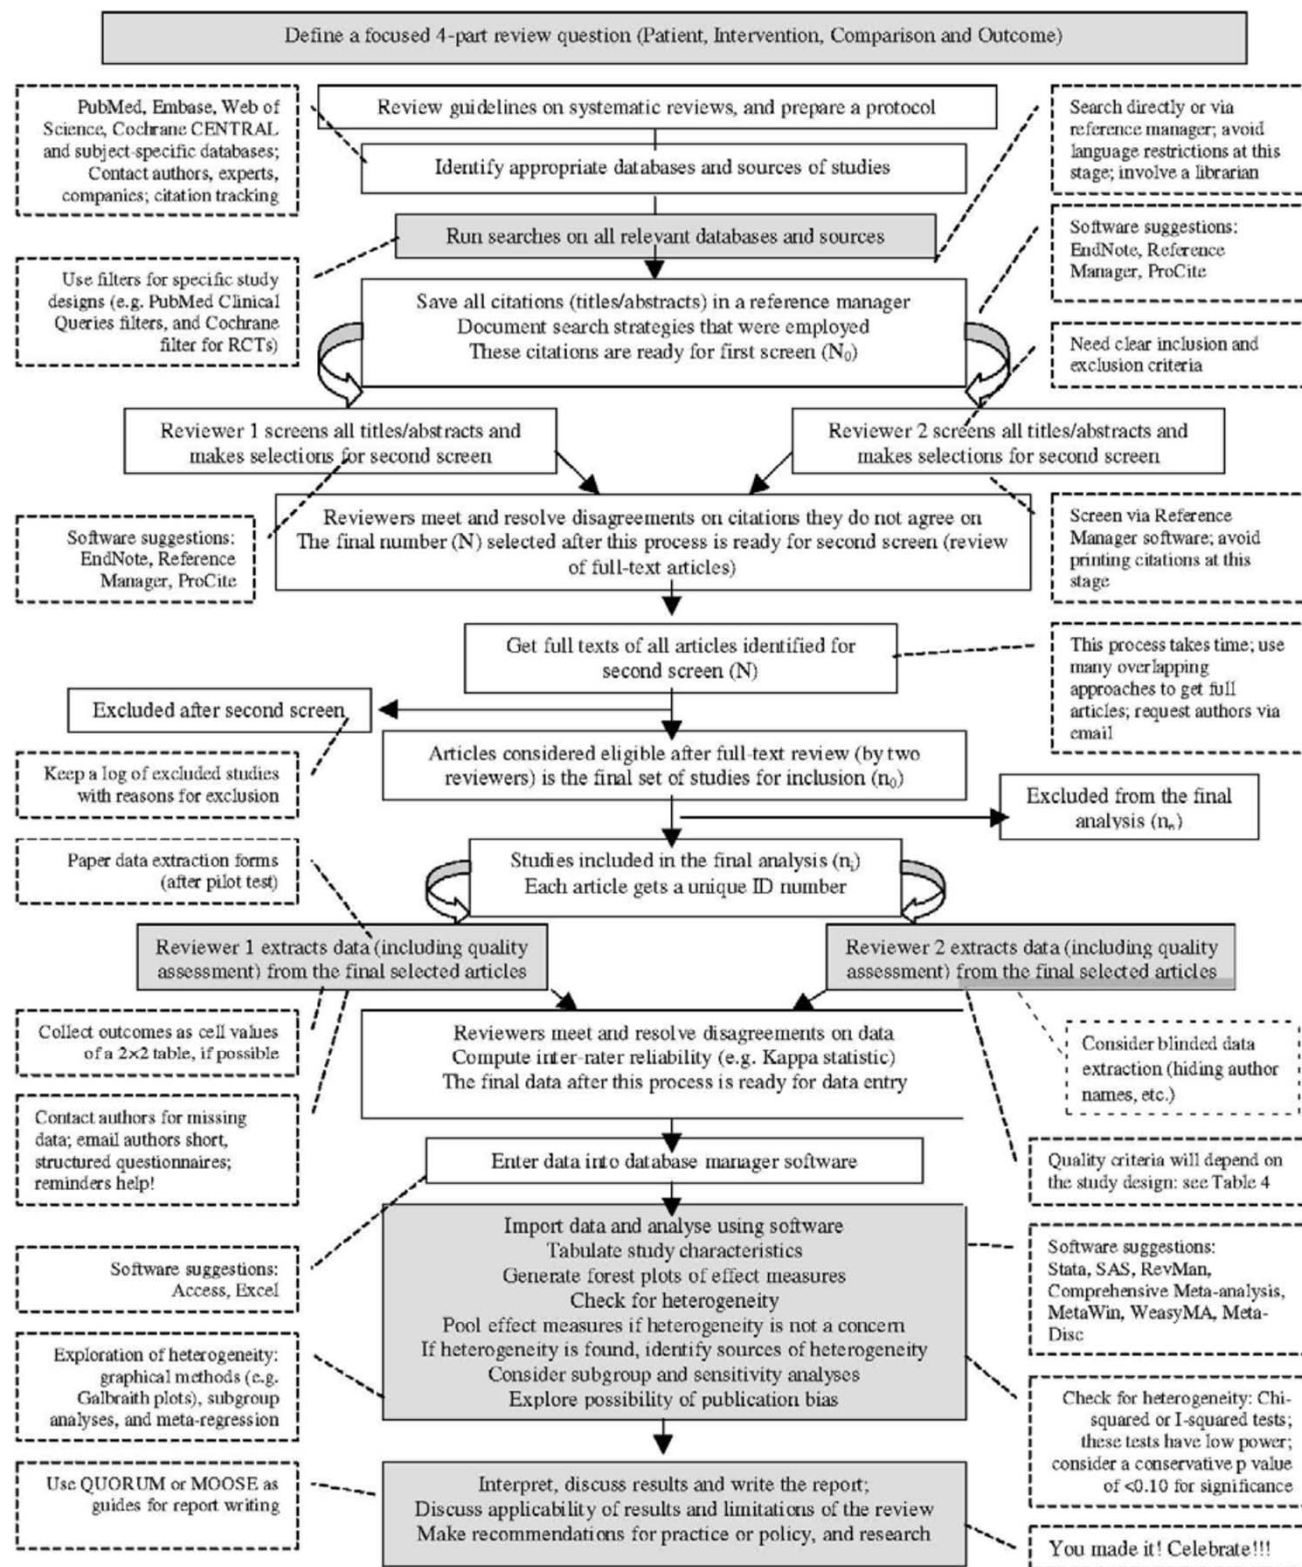 Define a focused 4-part review question (Patient, Intervention, Comparison and Outcome)
PubMed, Embase, Web of
Science, Cochrane CENTRAL
and subject-specific databases;
Contact authors, experts,
companies; citation tracking
Review guidelines on systematic reviews, and prepare a protocol
Search directly or via
reference manager; avoid
language restrictions at this
stage; involve a librarian
Identify appropriate databases and sources of studies
Run searches on all relevant databases and sources
Software suggestions:
EndNote, Reference
Manager, ProCite
Use filters for specific study
designs (e.g. PubMed Clinical
Queries filters, and Cochrane
filter for RCTs)
Save all citations (titles/abstracts) in a reference manager
Document search strategies that were employed
These citations are ready for first screen (N₀)
Need clear inclusion and
exclusion criteria
Reviewer 1 screens all titles/abstracts and
makes selections for second screen
Reviewer 2 screens all titles/abstracts and
makes selections for second screen
Software suggestions:
EndNote, Reference
Manager, ProCite
Reviewers meet and resolve disagreements on citations they do not agree on
The final number (N) selected after this process is ready for second screen (review
of full-text articles)
Screen via Reference
Manager software; avoid
printing citations at this
stage
Get full texts of all articles identified for
second screen (N)
This process takes time; use
many overlapping
approaches to get full
articles; request authors via
email
Excluded after second screen
Keep a log of excluded studies
with reasons for exclusion
Articles considered eligible after full-text review (by two
reviewers) is the final set of studies for inclusion (n₀)
Excluded from the final
analysis (nₙ)
Paper data extraction forms
(after pilot test)
Studies included in the final analysis (nᵢ)
Each article gets a unique ID number
Reviewer 1 extracts data (including quality
assessment) from the final selected articles
Reviewer 2 extracts data (including quality
assessment) from the final selected articles
Collect outcomes as cell values
of a 2×2 table, if possible
Reviewers meet and resolve disagreements on data
Compute inter-rater reliability (e.g. Kappa statistic)
The final data after this process is ready for data entry
Consider blinded data
extraction (hiding author
names, etc.)
Contact authors for missing
data; email authors short,
structured questionnaires;
reminders help!
Enter data into database manager software
Quality criteria will depend on
the study design: see Table 4
Software suggestions:
Access, Excel
Import data and analyse using software
Tabulate study characteristics
Generate forest plots of effect measures
Check for heterogeneity
Pool effect measures if heterogeneity is not a concern
If heterogeneity is found, identify sources of heterogeneity
Consider subgroup and sensitivity analyses
Explore possibility of publication bias
Software suggestions:
Stata, SAS, RevMan,
Comprehensive Meta-analysis,
MetaWin, WeasyMA, Meta-
Disc
Exploration of heterogeneity:
graphical methods (e.g.
Galbraith plots), subgroup
analyses, and meta-regression
Check for heterogeneity: Chi-
squared or I-squared tests;
these tests have low power;
consider a conservative p value
of <0.10 for significance
Use QUORUM or MOOSE as
guides for report writing
Interpret, discuss results and write the report;
Discuss applicability of results and limitations of the review
Make recommendations for practice or policy, and research
You made it! Celebrate!!!